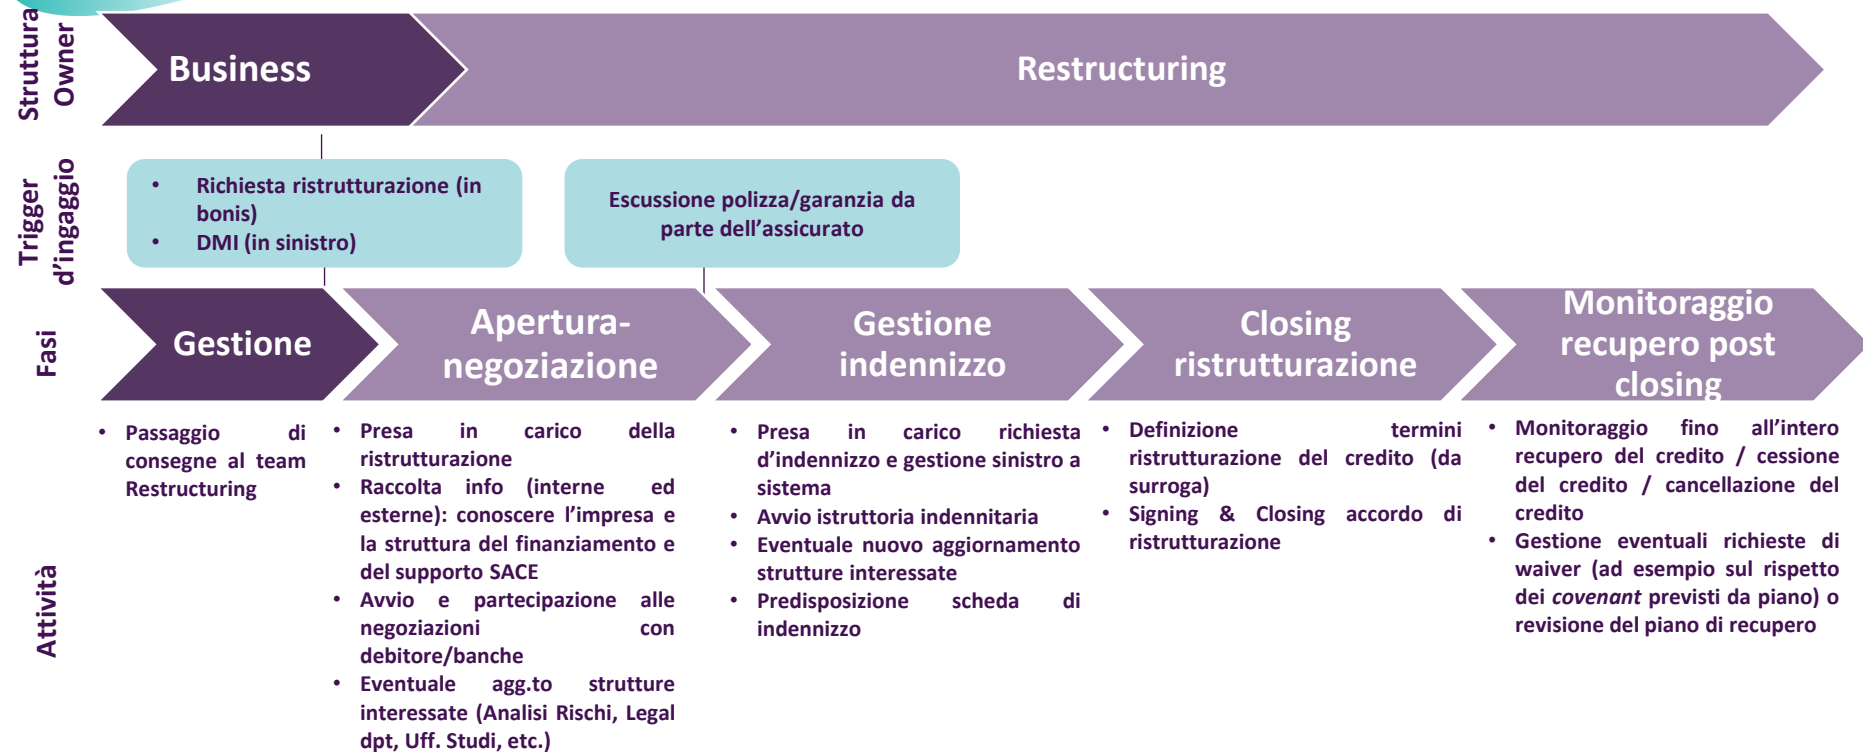 Struttura
Owner
Business
Restructuring
Trigger
d'ingaggio
• Richiesta ristrutturazione (in
bonis)
• DMI (in sinistro)
Escussione polizza/garanzia da
parte dell'assicurato
Fasi
Gestione
Apertura-
negoziazione
Gestione
indennizzo
Closing
ristrutturazione
Monitoraggio
recupero post
closing
Attività
• Passaggio di
consegne al team
Restructuring
• Presa in carico della
ristrutturazione
• Raccolta info (interne ed
esterne): conoscere l'impresa e
la struttura del finanziamento e
del supporto SACE
• Avvio e partecipazione alle
negoziazioni con
debitore/banche
• Eventuale agg.to strutture
interessate (Analisi Rischi, Legal
dpt, Uff. Studi, etc.)
• Presa in carico richiesta
d'indennizzo e gestione sinistro a
sistema
• Avvio istruttoria indennitaria
• Eventuale nuovo aggiornamento
strutture interessate
• Predisposizione scheda di
indennizzo
• Definizione termini
ristrutturazione del credito (da
surroga)
• Signing & Closing accordo di
ristrutturazione
• Monitoraggio fino all'intero
recupero del credito / cessione
del credito / cancellazione del
credito
• Gestione eventuali richieste di
waiver (ad esempio sul rispetto
dei covenant previsti da piano) o
revisione del piano di recupero